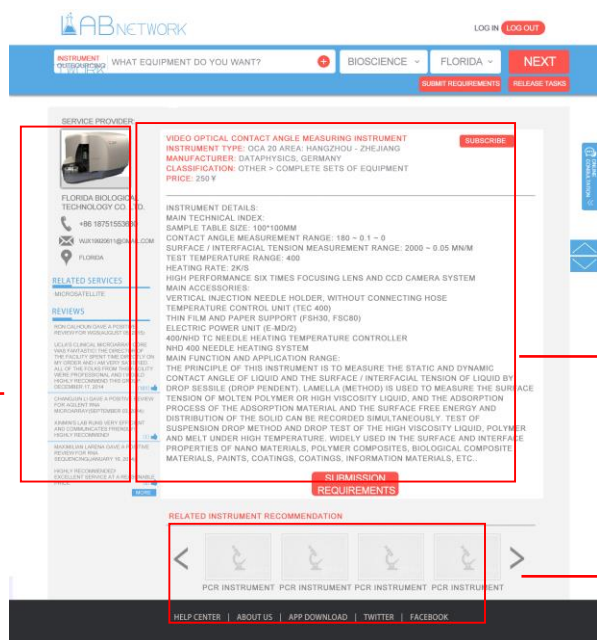 LABNETWORK
LOG IN LOG OUT
INSTRUMENT
OUTSOURCING
WHAT EQUIPMENT DO YOU WANT?
BIOSCIENCE
FLORIDA
NEXT
SUBMIT REQUIREMENTS
RELEASE TASKS
SERVICE PROVIDER:
FLORIDA BIOLOGICAL
TECHNOLOGY CO., LTD.
FLORIDA
RELATED SERVICES
MICROSATELLITE
REVIEWS
HIGHLY RECOMMENDED!
MORE
VIDEO OPTICAL CONTACT ANGLE MEASURING INSTRUMENT
SUBSCRIBE
INSTRUMENT TYPE: OCA 20 AREA: HANGZHOU - ZHEJIANG
MANUFACTURER: DATAPHYSICS, GERMANY
CLASSIFICATION: OTHER > COMPLETE SETS OF EQUIPMENT
PRICE: 250 ¥
INSTRUMENT DETAILS:
MAIN TECHNICAL INDEX:
SAMPLE TABLE SIZE: 100*100MM
CONTACT ANGLE MEASUREMENT RANGE: 180 ~ 0.1 ~ 0
SURFACE / INTERFACIAL TENSION MEASUREMENT RANGE: 2000 ~ 0.05 MN/M
TEST TEMPERATURE RANGE: 400
HEATING RATE: 2K/S
HIGH PERFORMANCE SIX TIMES FOCUSING LENS AND CCD CAMERA SYSTEM
MAIN ACCESSORIES:
VERTICAL INJECTION NEEDLE HOLDER, WITHOUT CONNECTING HOSE
TEMPERATURE CONTROL UNIT (TEC 400)
THIN FILM AND PAPER SUPPORT (FSH30, FSC80)
ELECTRIC POWER UNIT (E-MD/2)
400/NHD TC NEEDLE HEATING TEMPERATURE CONTROLLER
NHD 400 NEEDLE HEATING SYSTEM
MAIN FUNCTION AND APPLICATION RANGE:
THE PRINCIPLE OF THIS INSTRUMENT IS TO MEASURE THE STATIC AND DYNAMIC
CONTACT ANGLE OF LIQUID AND THE SURFACE / INTERFACIAL TENSION OF LIQUID BY
DROP SESSILE (DROP PENDENT). LAMELLA (METHOD) IS USED TO MEASURE THE SURFACE
TENSION OF MOLTEN POLYMER OR HIGH VISCOSITY LIQUID, AND THE ADSORPTION
PROCESS OF THE ADSORPTION MATERIAL AND THE SURFACE FREE ENERGY AND
DISTRIBUTION OF THE SOLID CAN BE RECORDED SIMULTANEOUSLY. TEST OF
SUSPENSION DROP METHOD AND DROP TEST OF THE HIGH VISCOSITY LIQUID, POLYMER
AND MELT UNDER HIGH TEMPERATURE. WIDELY USED IN THE SURFACE AND INTERFACE
PROPERTIES OF NANO MATERIALS, POLYMER COMPOSITES, BIOLOGICAL COMPOSITE
MATERIALS, PAINTS, COATINGS, COATINGS, INFORMATION MATERIALS, ETC..
SUBMISSION
REQUIREMENTS
ONLINE
CONSULTATION
RELATED INSTRUMENT RECOMMENDATION
PCR INSTRUMENT PCR INSTRUMENT PCR INSTRUMENT PCR INSTRUMENT
HELP CENTER | ABOUT US | APP DOWNLOAD | TWITTER | FACEBOOK